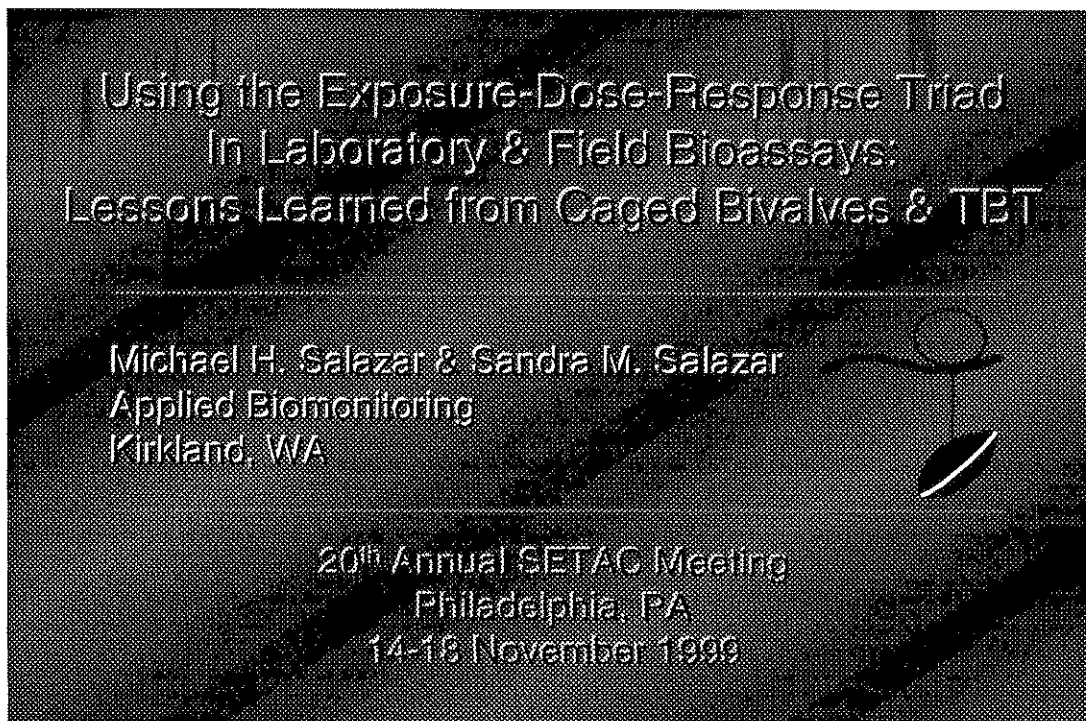 Using the Exposure-Dose-Response Triad
In Laboratory & Field Bioassays:
Lessons Learned from Caged Bivalves & TBT
Michael H. Salazar & Sandra M. Salazar
Applied Biomonitoring
Kirkland, WA
20th Annual SETAC Meeting
Philadelphia, PA
14-18 November 1999